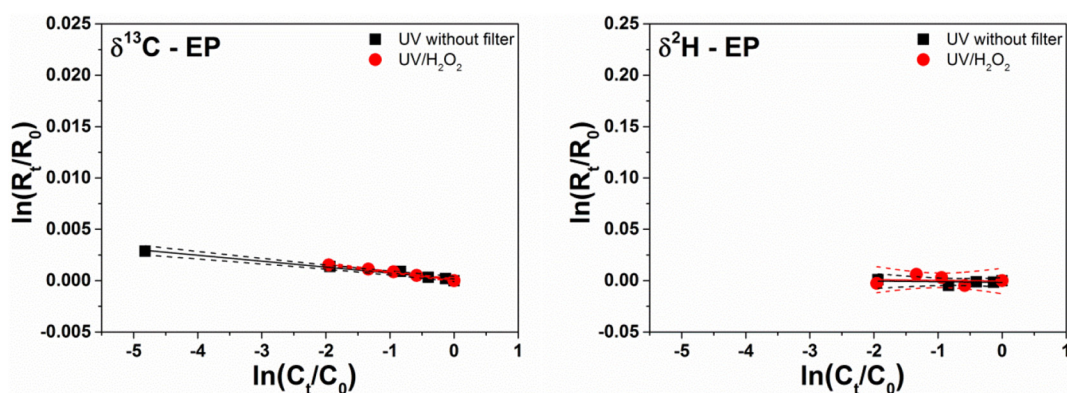 δ¹³C - EP
UV without filter
UV/H₂O₂
ln(Rₜ/R₀)
0.025
0.020
0.015
0.010
0.005
0.000
-0.005
-5
-4
-3
-2
-1
0
1
ln(Cₜ/C₀)
δ²H - EP
UV without filter
UV/H₂O₂
ln(Rₜ/R₀)
0.25
0.20
0.15
0.10
0.05
0.00
-0.05
-5
-4
-3
-2
-1
0
1
ln(Cₜ/C₀)